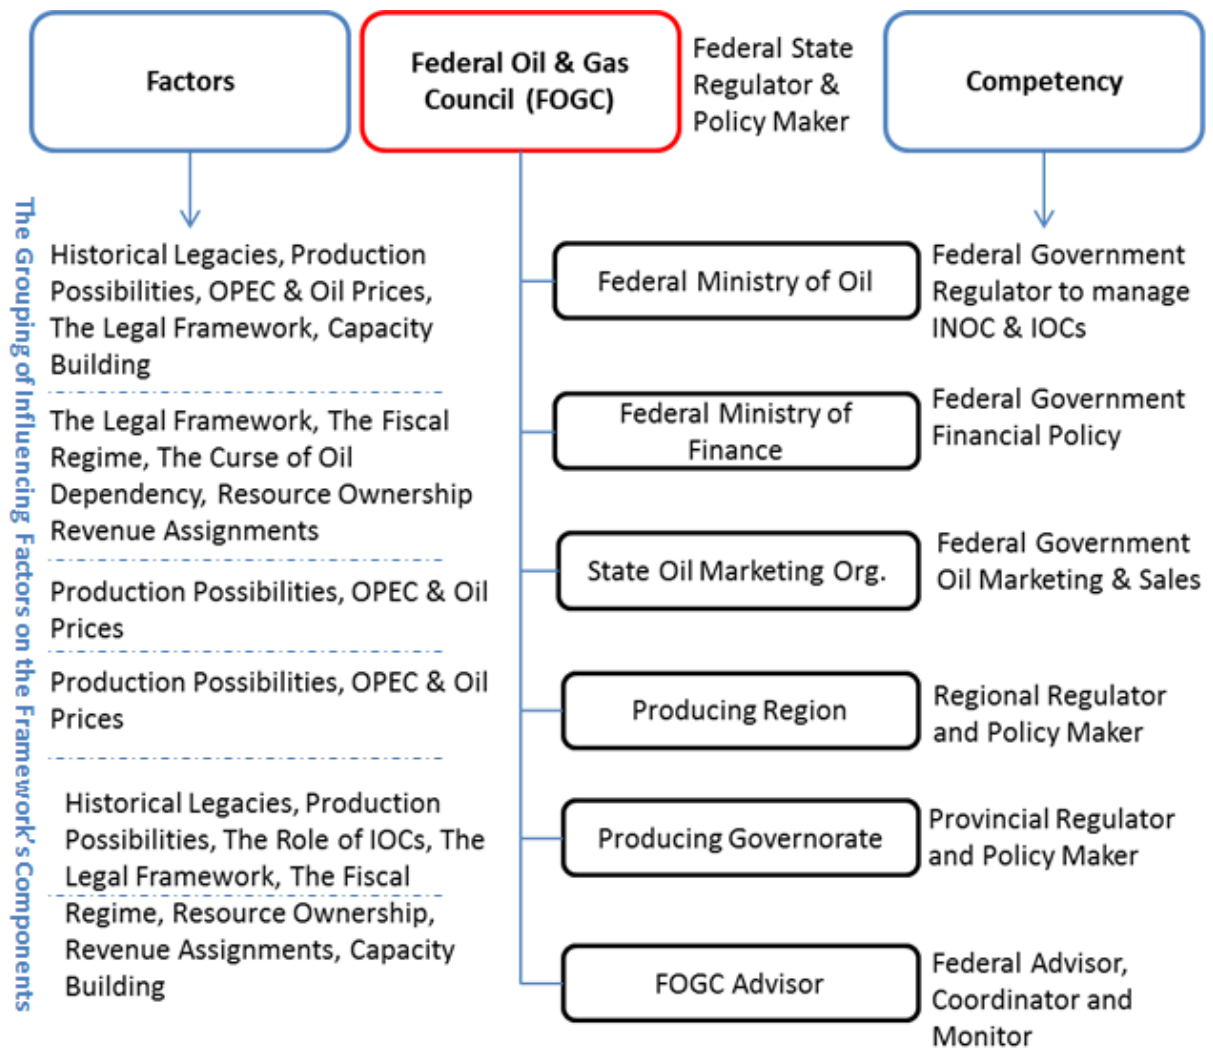 Factors
Federal Oil & Gas
Council (FOGC)
Federal State
Regulator &
Policy Maker
Competency
The Grouping of Influencing Factors on the Framework's Components
Historical Legacies, Production
Possibilities, OPEC & Oil Prices,
The Legal Framework, Capacity
Building
Federal Ministry of Oil
Federal Government
Regulator to manage
INOC & IOCs
The Legal Framework, The Fiscal
Regime, The Curse of Oil
Dependency, Resource Ownership
Revenue Assignments
Federal Ministry of
Finance
Federal Government
Financial Policy
Production Possibilities, OPEC & Oil
Prices
State Oil Marketing Org.
Federal Government
Oil Marketing & Sales
Production Possibilities, OPEC & Oil
Prices
Producing Region
Regional Regulator
and Policy Maker
Historical Legacies, Production
Possibilities, The Role of IOCs, The
Legal Framework, The Fiscal
Regime, Resource Ownership,
Revenue Assignments, Capacity
Building
Producing Governorate
Provincial Regulator
and Policy Maker
FOGC Advisor
Federal Advisor,
Coordinator and
Monitor